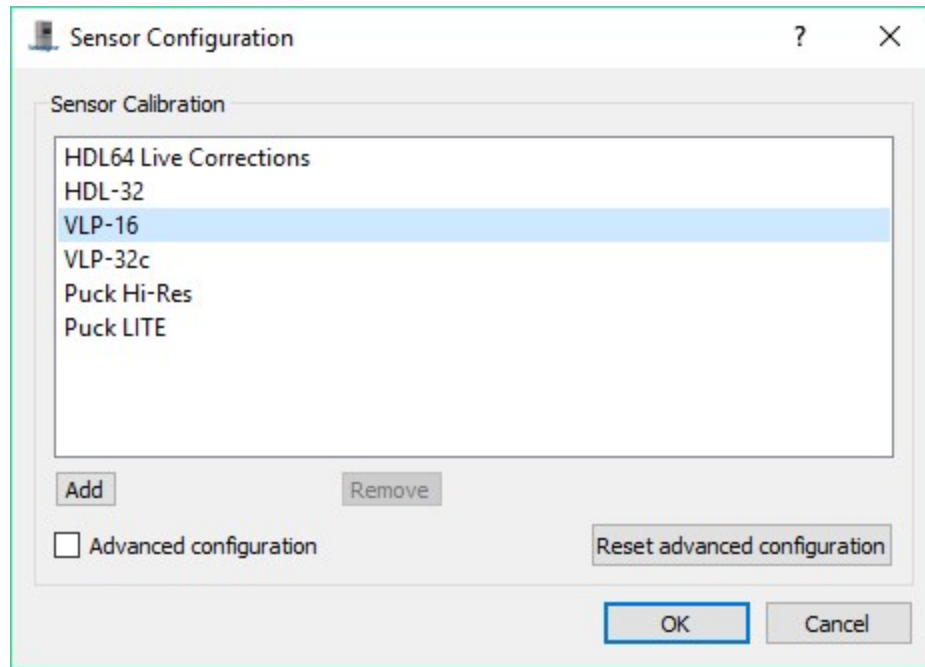 Sensor Configuration ?
Sensor Calibration
HDL64 Live Corrections
HDL-32
VLP-16
VLP-32c
Puck Hi-Res
Puck LITE
Add Remove
Advanced configuration Reset advanced configuration
OK Cancel